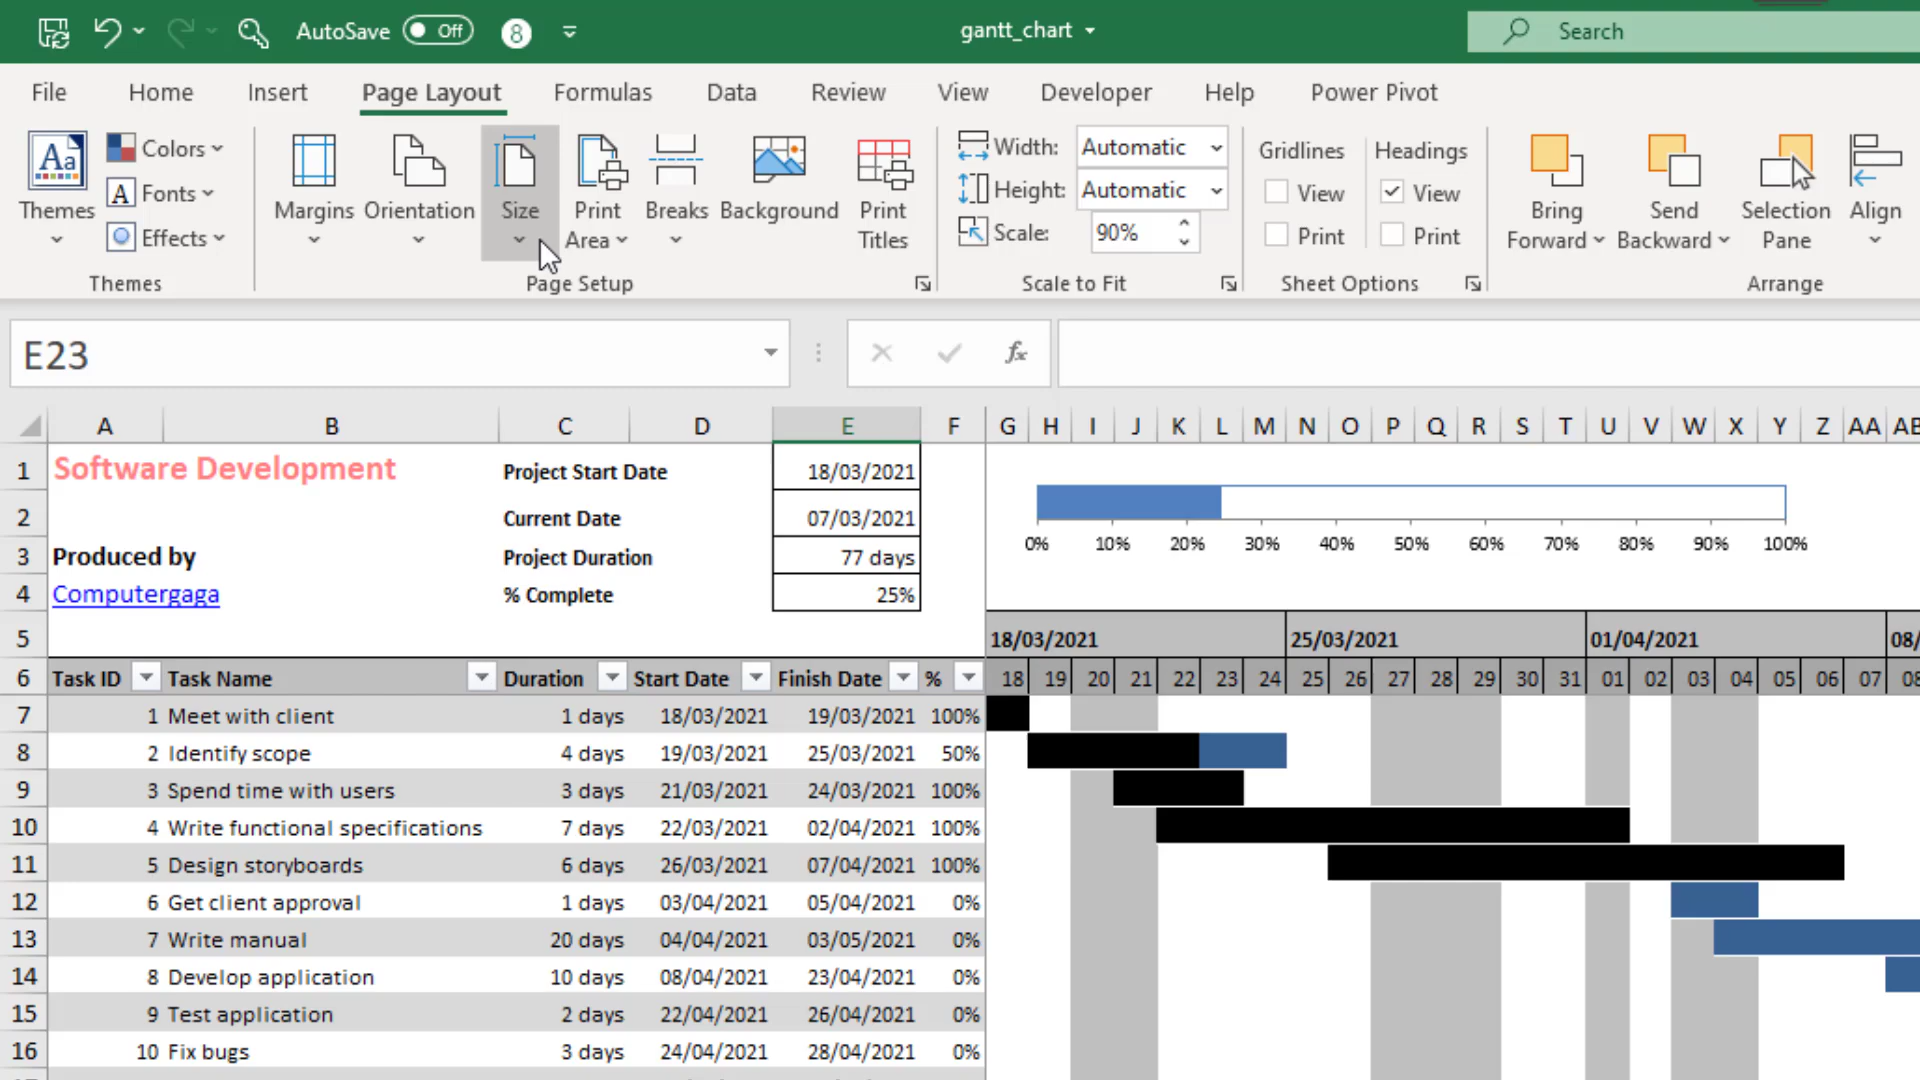 AutoSave Off 8 gantt_chart Search
File Home Insert Page Layout Formulas Data Review View Developer Help Power Pivot
Aa Themes
Colors
A Fonts
Effects
Themes
Margins Orientation Size Print Area Breaks Background Print Titles
Page Setup
Width: Automatic
Height: Automatic
Scale: 90%
Scale to Fit
Gridlines Headings
View View
Print Print
Sheet Options
Bring Forward Send Backward Selection Pane Align
Arrange
E23 fx
A B C D E F G H I J K L M N O P Q R S T U V W X Y Z AA AB
1 Software Development Project Start Date 18/03/2021
2 Current Date 07/03/2021
0% 10% 20% 30% 40% 50% 60% 70% 80% 90% 100%
3 Produced by Project Duration 77 days
4 Computergaga % Complete 25%
5 18/03/2021 25/03/2021 01/04/2021 08/
6 Task ID Task Name Duration Start Date Finish Date % 18 19 20 21 22 23 24 25 26 27 28 29 30 31 01 02 03 04 05 06 07 08
7 1 Meet with client 1 days 18/03/2021 19/03/2021 100%
8 2 Identify scope 4 days 19/03/2021 25/03/2021 50%
9 3 Spend time with users 3 days 21/03/2021 24/03/2021 100%
10 4 Write functional specifications 7 days 22/03/2021 02/04/2021 100%
11 5 Design storyboards 6 days 26/03/2021 07/04/2021 100%
12 6 Get client approval 1 days 03/04/2021 05/04/2021 0%
13 7 Write manual 20 days 04/04/2021 03/05/2021 0%
14 8 Develop application 10 days 08/04/2021 23/04/2021 0%
15 9 Test application 2 days 22/04/2021 26/04/2021 0%
16 10 Fix bugs 3 days 24/04/2021 28/04/2021 0%